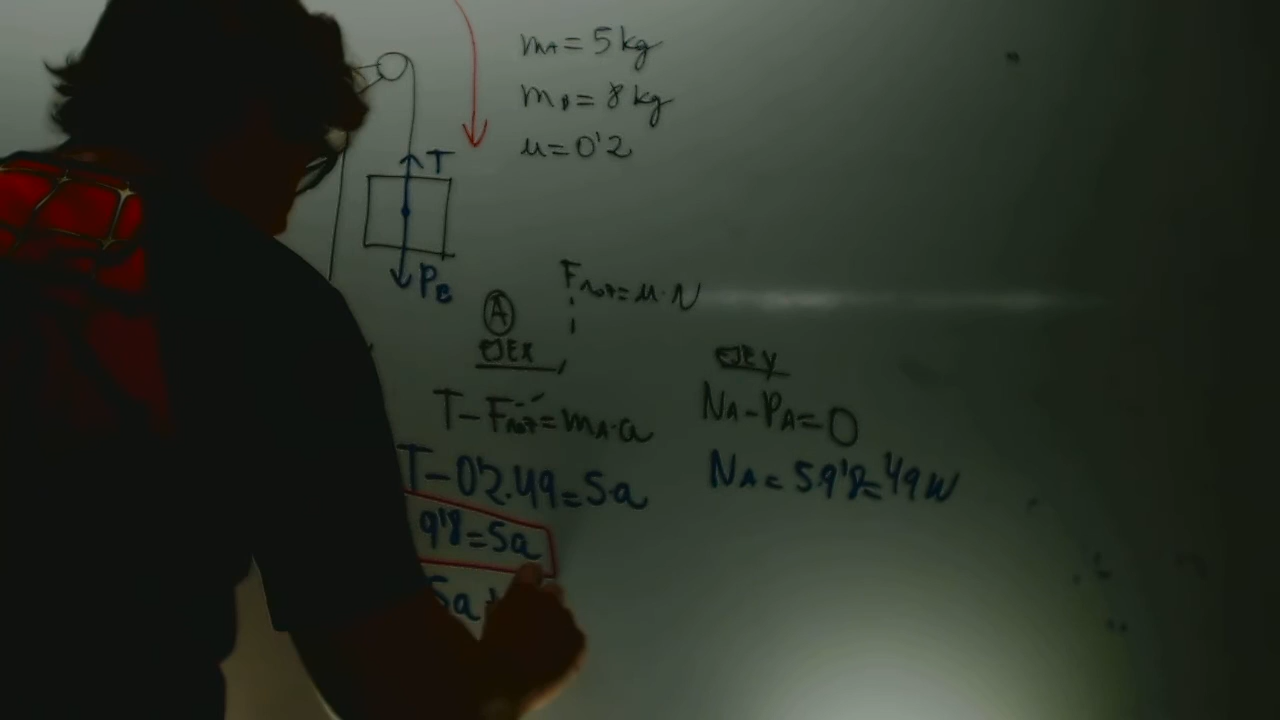 mA = 5 kg
mB = 8 kg
μ = 0'2
T
PB
Froz = μ·N
A
EJE X
EJE Y
T - Froz = mA·a
NA - PA = 0
T - 0'2·49 = 5a
NA = 5·9'8 = 49 N
9'8 = 5a
5a +